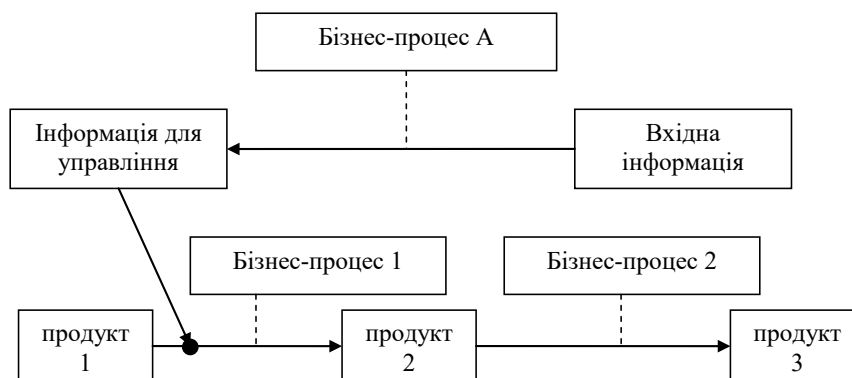 Бізнес-процес А
Інформація для
управління
Вхідна
інформація
Бізнес-процес 1
Бізнес-процес 2
продукт
1
продукт
2
продукт
3